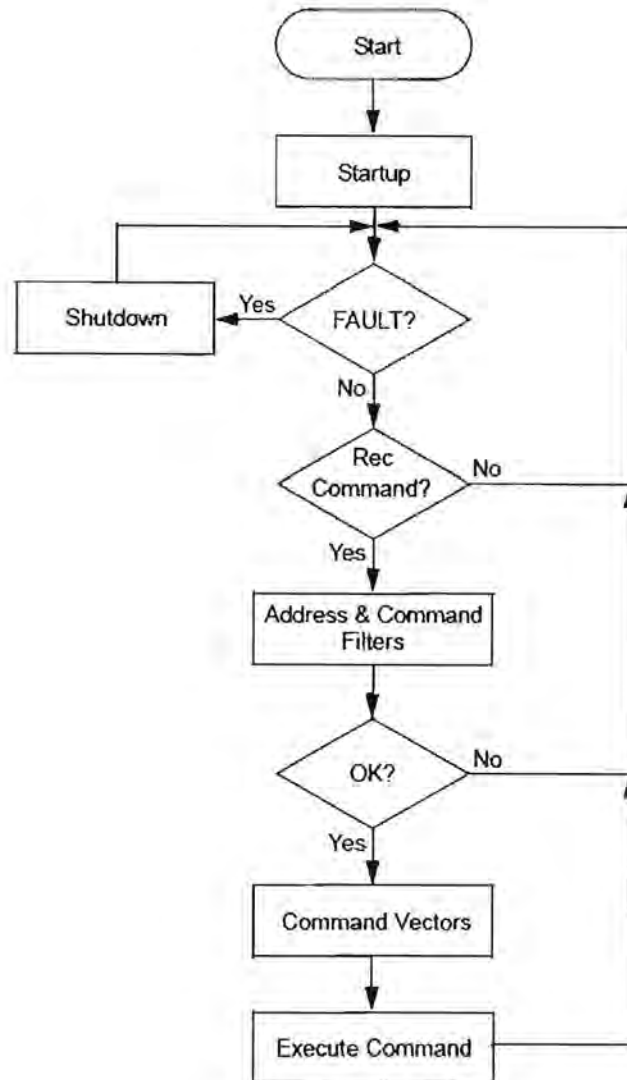 Start
Startup
Shutdown
Yes
FAULT?
No
Rec
Command?
No
Yes
Address & Command
Filters
OK?
No
Yes
Command Vectors
Execute Command